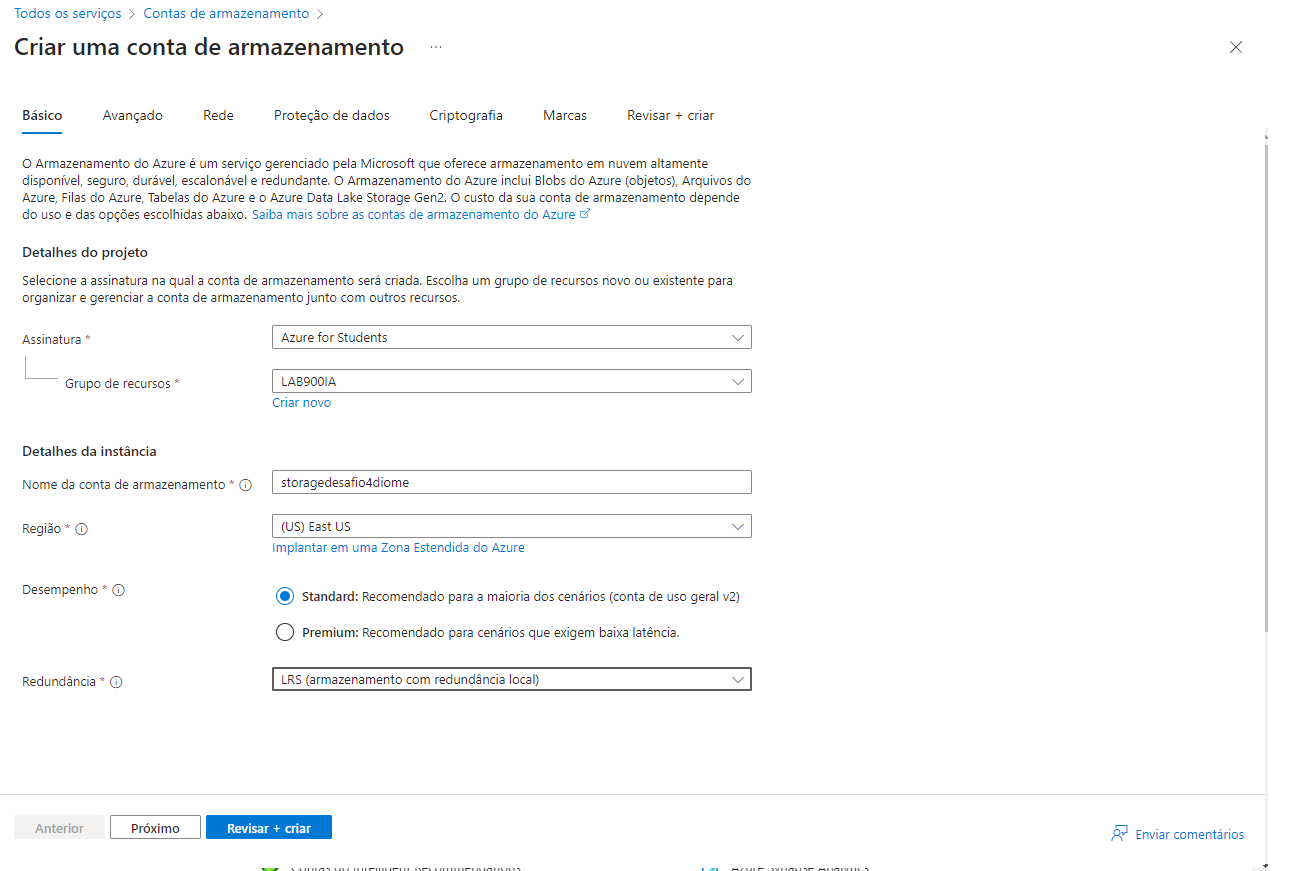 Todos os serviços > Contas de armazenamento >
Criar uma conta de armazenamento ...
Básico Avançado Rede Proteção de dados Criptografia Marcas Revisar + criar
O Armazenamento do Azure é um serviço gerenciado pela Microsoft que oferece armazenamento em nuvem altamente
disponível, seguro, durável, escalonável e redundante. O Armazenamento do Azure inclui Blobs do Azure (objetos), Arquivos do
Azure, Filas do Azure, Tabelas do Azure e o Azure Data Lake Storage Gen2. O custo da sua conta de armazenamento depende
do uso e das opções escolhidas abaixo. Saiba mais sobre as contas de armazenamento do Azure
Detalhes do projeto
Selecione a assinatura na qual a conta de armazenamento será criada. Escolha um grupo de recursos novo ou existente para
organizar e gerenciar a conta de armazenamento junto com outros recursos.
Assinatura * Azure for Students
Grupo de recursos * LAB900IA
Criar novo
Detalhes da instância
Nome da conta de armazenamento * storagedesafio4diome
Região * (US) East US
Implantar em uma Zona Estendida do Azure
Desempenho * Standard: Recomendado para a maioria dos cenários (conta de uso geral v2)
Premium: Recomendado para cenários que exigem baixa latência.
Redundância * LRS (armazenamento com redundância local)
Anterior Próximo Revisar + criar
Enviar comentários
Contas do Intelligent Recommendations Azure Synapse Analytics